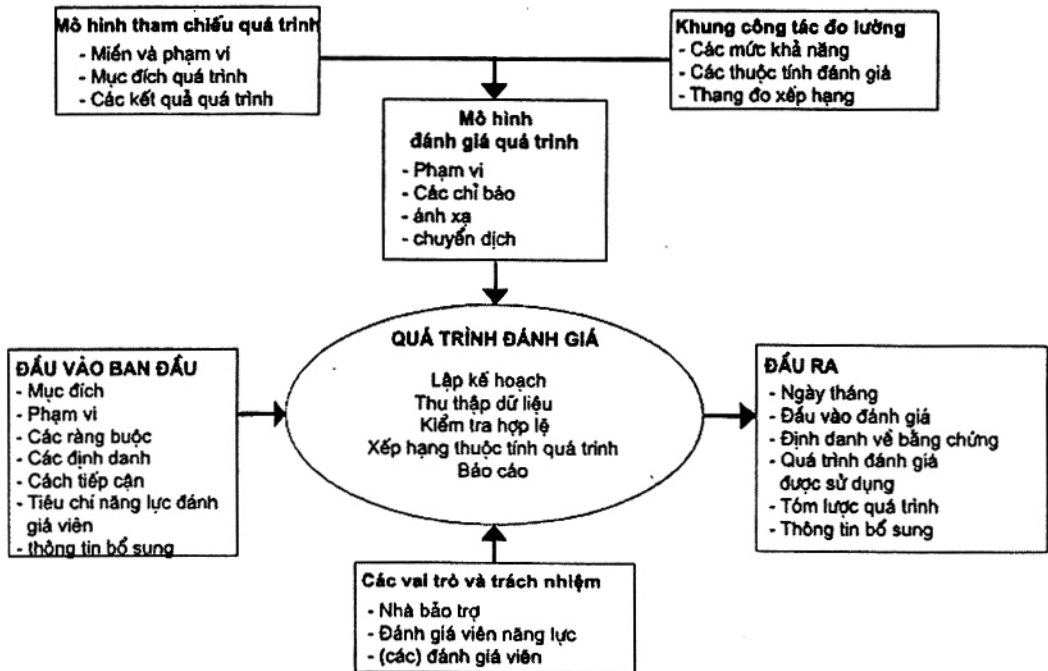 Mô hình tham chiếu quá trình
- Miền và phạm vi
- Mục đích quá trình
- Các kết quả quá trình
Khung công tác đo lường
- Các mức khả năng
- Các thuộc tính đánh giá
- Thang đo xếp hạng
Mô hình
đánh giá quá trình
- Phạm vi
- Các chỉ báo
- ánh xạ
- chuyển dịch
QUÁ TRÌNH ĐÁNH GIÁ
Lập kế hoạch
Thu thập dữ liệu
Kiểm tra hợp lệ
Xếp hạng thuộc tính quá trình
Báo cáo
ĐẦU VÀO BAN ĐẦU
- Mục đích
- Phạm vi
- Các ràng buộc
- Các định danh
- Cách tiếp cận
- Tiêu chí năng lực đánh
giá viên
- thông tin bổ sung
ĐẦU RA
- Ngày tháng
- Đầu vào đánh giá
- Định danh về bằng chứng
- Quá trình đánh giá
được sử dụng
- Tóm lược quá trình
- Thông tin bổ sung
Các vai trò và trách nhiệm
- Nhà bảo trợ
- Đánh giá viên năng lực
- (các) đánh giá viên